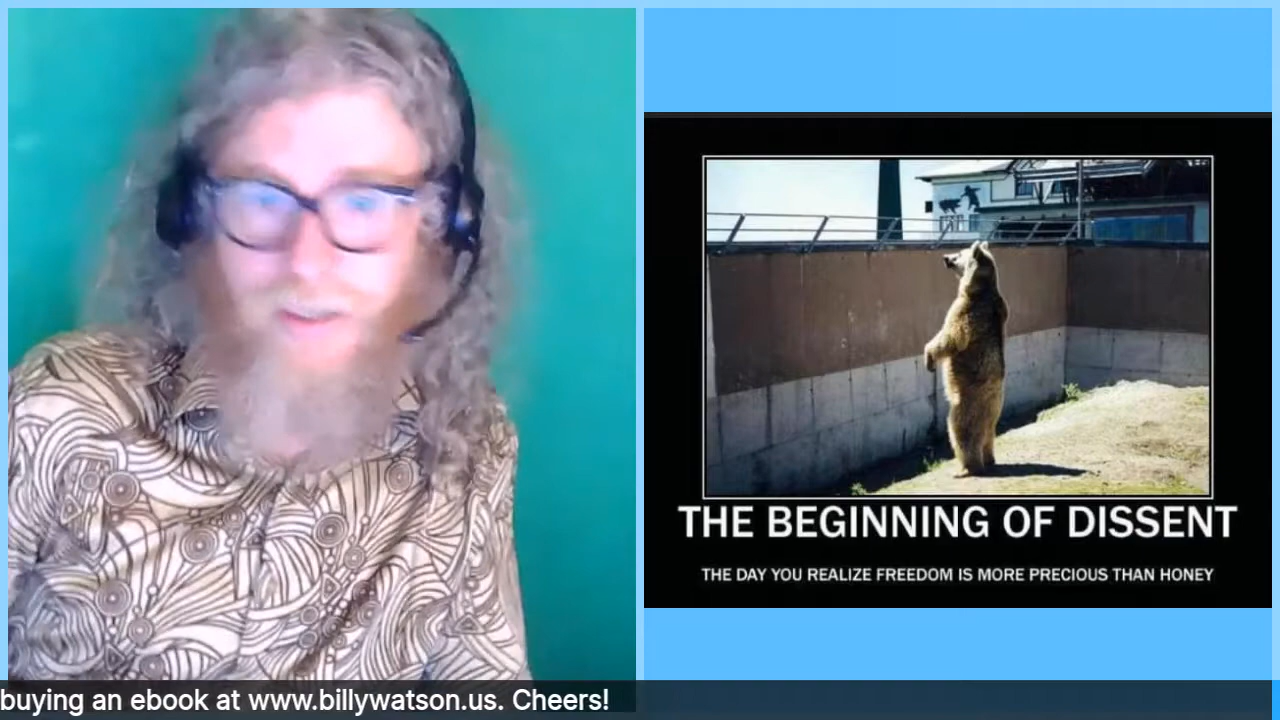 THE BEGINNING OF DISSENT
THE DAY YOU REALIZE FREEDOM IS MORE PRECIOUS THAN HONEY
buying an ebook at www.billywatson.us. Cheers!